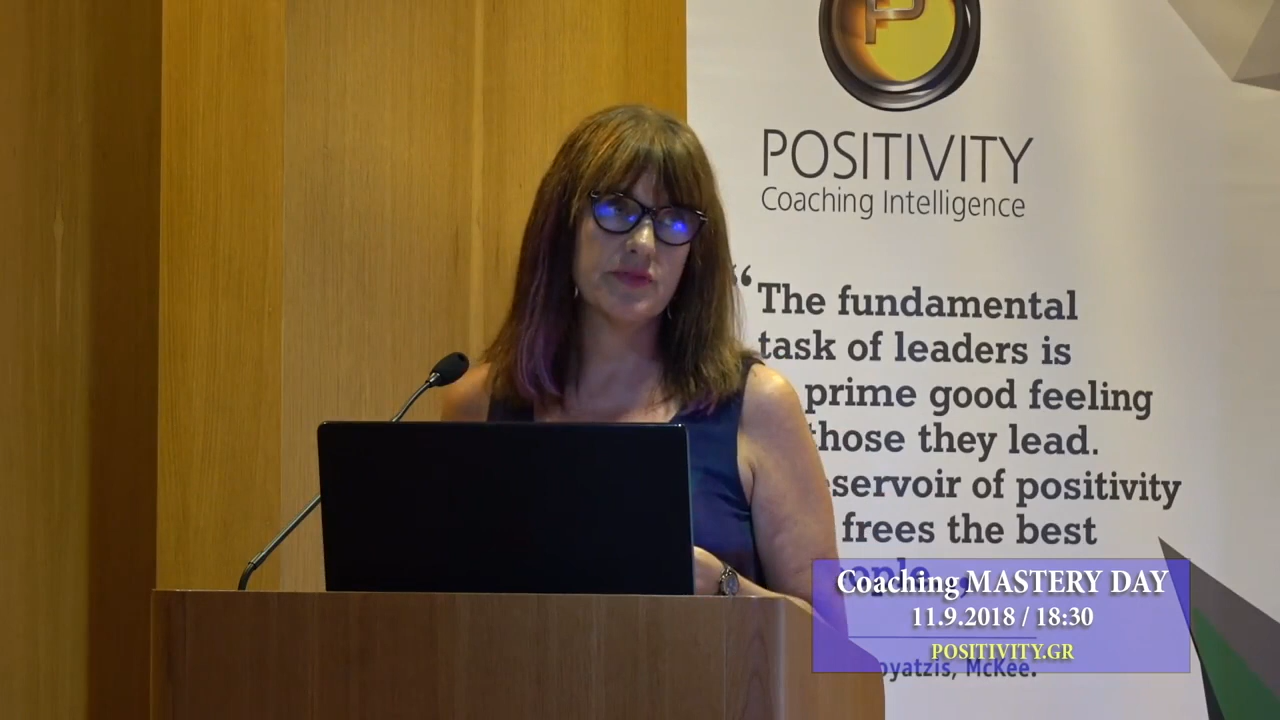 P
POSITIVITY
Coaching Intelligence
“The fundamental
task of leaders is
prime good feeling
those they lead.
servoir of positivity
frees the best
Coaching MASTERY DAY
11.9.2018 / 18:30
POSITIVITY.GR
oyatzis, McKee.